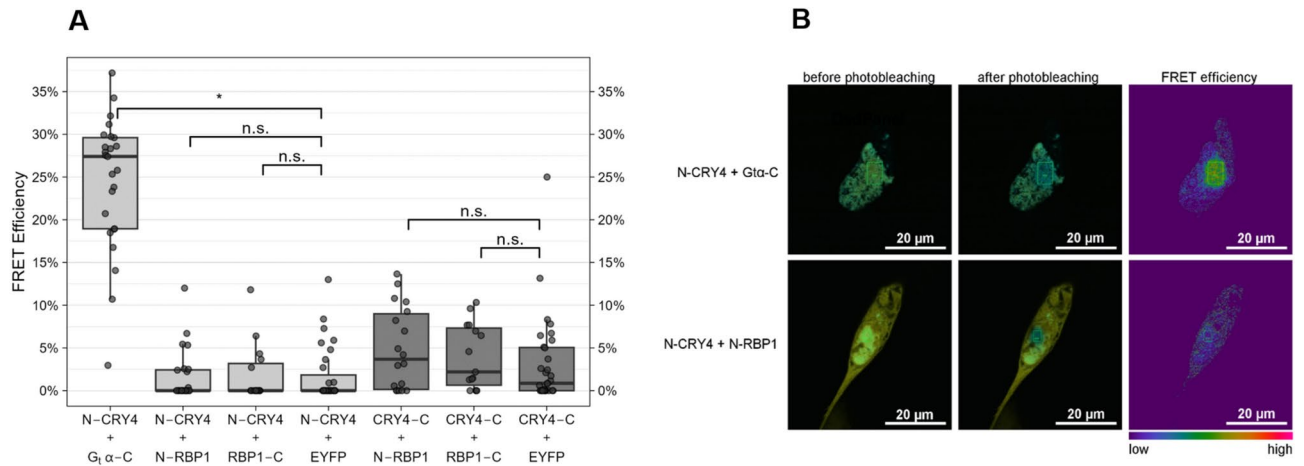 A
B
FRET Efficiency
35%
30%
25%
20%
15%
10%
5%
0%
35%
30%
25%
20%
15%
10%
5%
0%
*
n.s.
n.s.
n.s.
n.s.
N−CRY4 + Gt α−C
N−CRY4 + N−RBP1
N−CRY4 + RBP1−C
N−CRY4 + EYFP
CRY4−C + N−RBP1
CRY4−C + RBP1−C
CRY4−C + EYFP
before photobleaching
after photobleaching
FRET efficiency
N-CRY4 + Gtα-C
20 µm
20 µm
20 µm
N-CRY4 + N-RBP1
20 µm
20 µm
20 µm
low
high